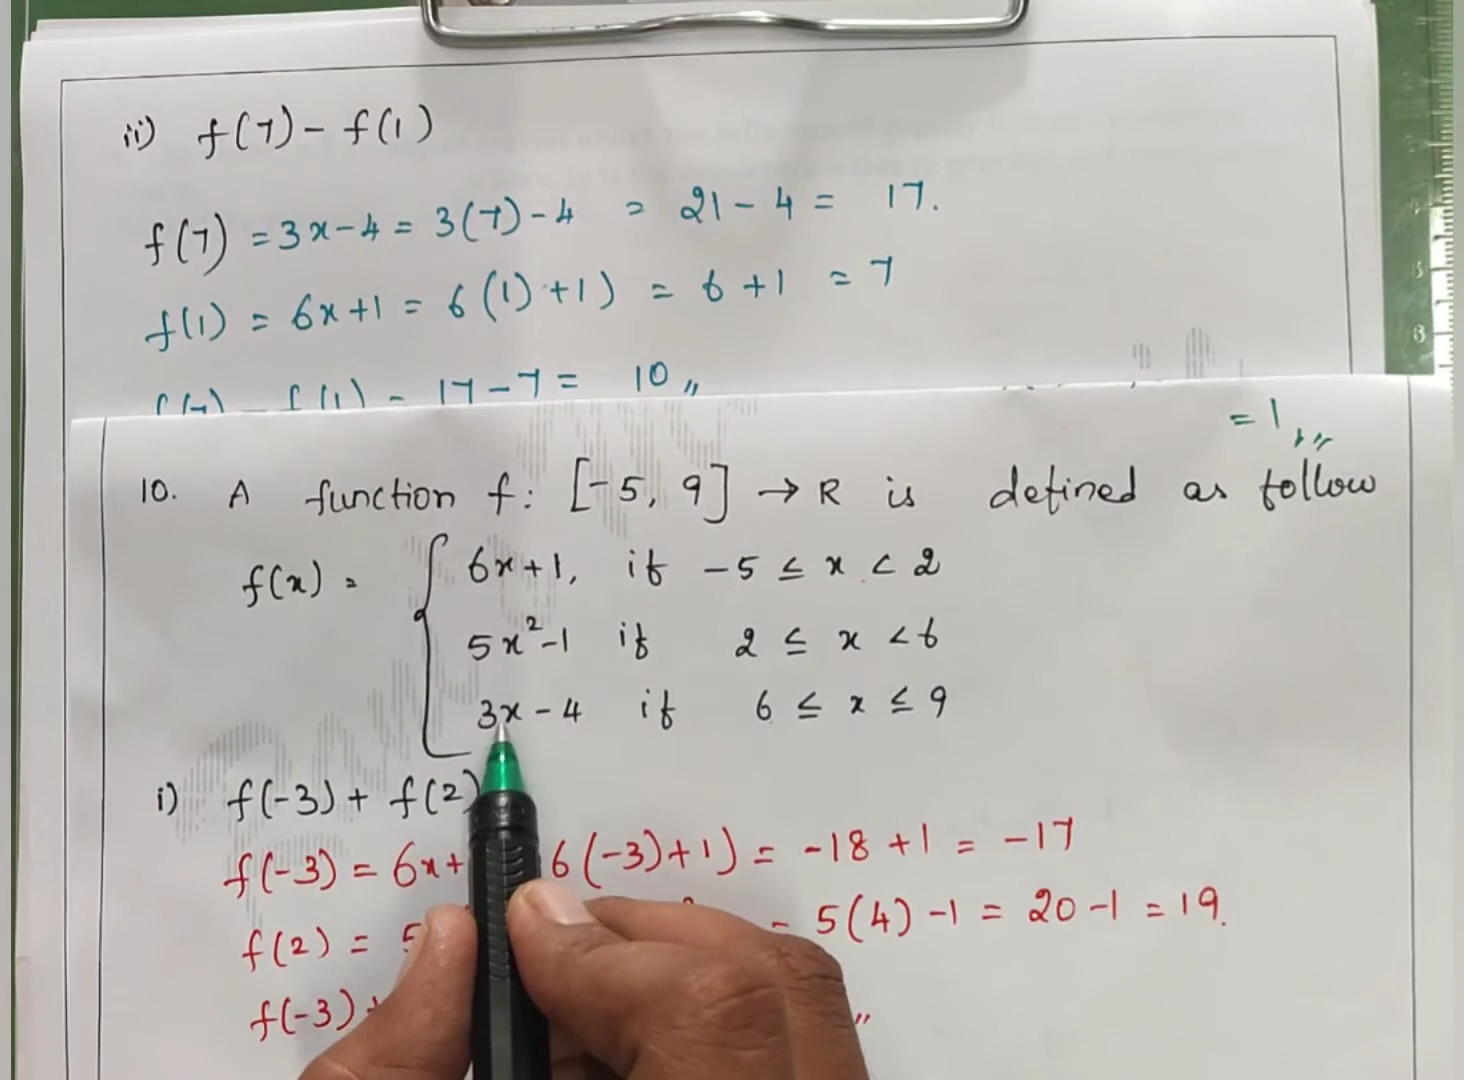 ii) f(7) - f(1)
f(7) = 3x-4 = 3(7)-4 = 21-4 = 17.
f(1) = 6x+1 = 6(1)+1) = 6+1 = 7
f(7) - f(1) = 17-7 = 10 ,,
= 1 ,,
10. A function f: [-5, 9] → R is defined as follow
f(x) = { 6x+1, if -5 ≤ x < 2
5x²-1 if 2 ≤ x < 6
3x-4 if 6 ≤ x ≤ 9
i) f(-3) + f(2)
f(-3) = 6x+ 6(-3)+1) = -18+1 = -17
f(2) = 5 - 5(4)-1 = 20-1 = 19.
f(-3)+ ,,